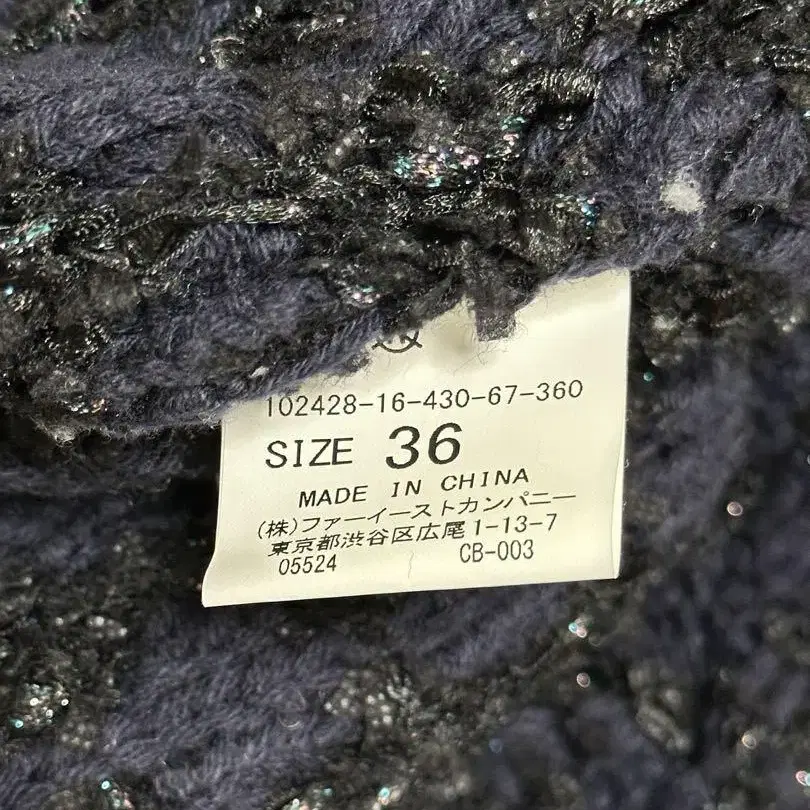 102428-16-430-67-360
SIZE 36
MADE IN CHINA
(株)ファーイーストカンパニー
東京都渋谷区広尾1-13-7
05524 CB-003